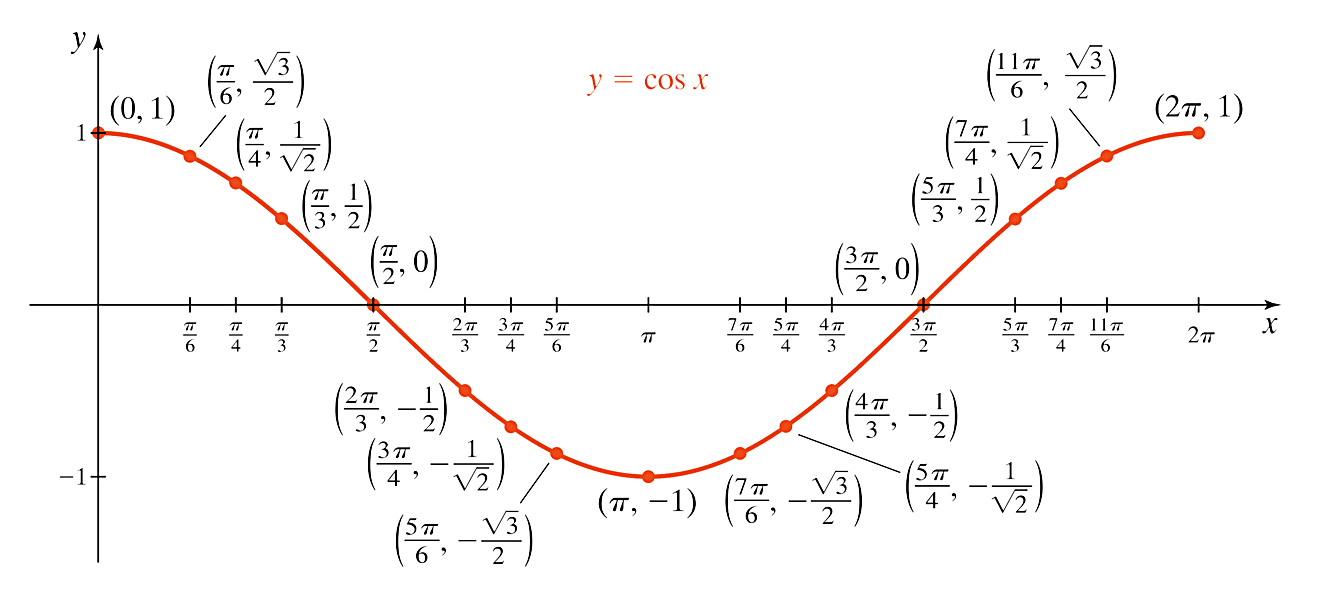 y
y = cos x
(0, 1)
(π/6, √3/2)
(π/4, 1/√2)
(π/3, 1/2)
(π/2, 0)
(3π/2, 0)
(5π/3, 1/2)
(7π/4, 1/√2)
(11π/6, √3/2)
(2π, 1)
1
π/6 π/4 π/3 π/2 2π/3 3π/4 5π/6 π 7π/6 5π/4 4π/3 3π/2 5π/3 7π/4 11π/6 2π x
−1
(2π/3, −1/2)
(3π/4, −1/√2)
(5π/6, −√3/2)
(π, −1)
(7π/6, −√3/2)
(5π/4, −1/√2)
(4π/3, −1/2)